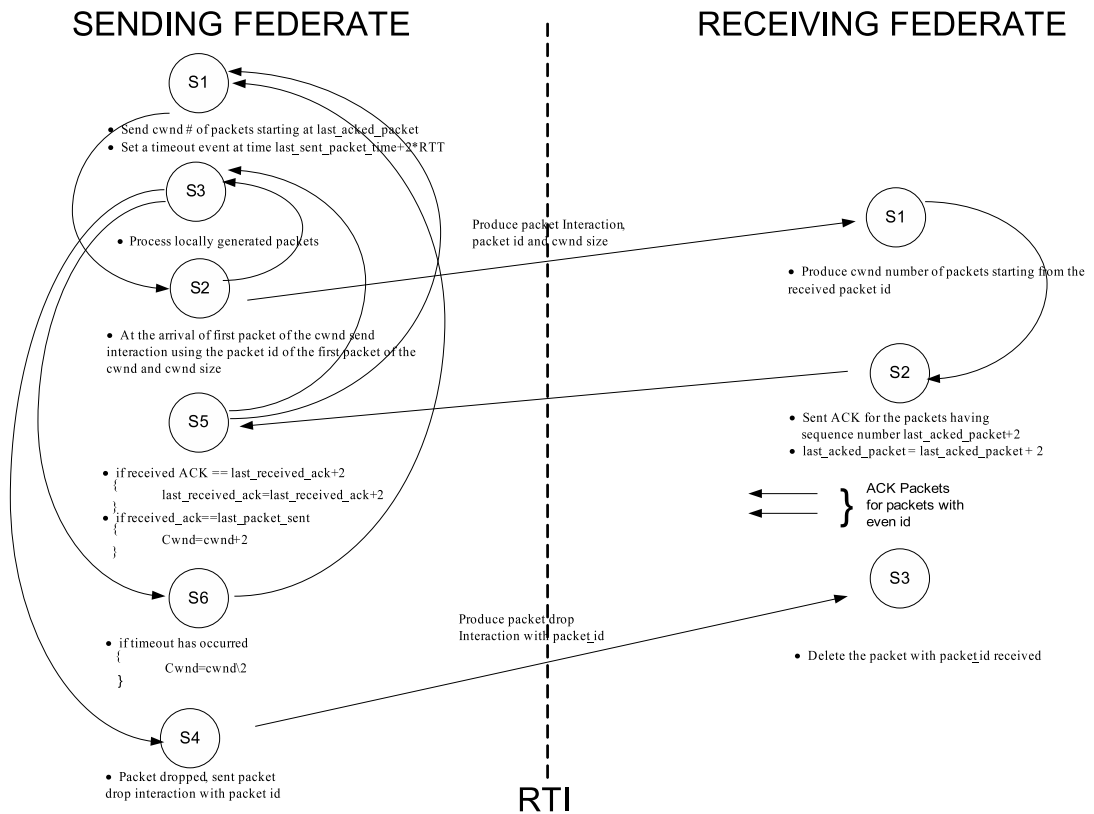 SENDING FEDERATE
RECEIVING FEDERATE
S1
• Send cwnd # of packets starting at last_acked_packet
• Set a timeout event at time last_sent_packet_time+2*RTT
S3
• Process locally generated packets
S2
• At the arrival of first packet of the cwnd send
interaction using the packet id of the first packet of the
cwnd and cwnd size
S5
• if received ACK == last_received_ack+2
{
last_received_ack=last_received_ack+2
}
• if received_ack==last_packet_sent
{
Cwnd=cwnd+2
}
S6
• if timeout has occurred
{
Cwnd=cwnd\2
}
S4
• Packet dropped, sent packet
drop interaction with packet id
Produce packet Interaction,
packet id and cwnd size
Produce packet drop
Interaction with packet_id
RTI
S1
• Produce cwnd number of packets starting from the
received packet id
S2
• Sent ACK for the packets having
sequence number last_acked_packet+2
• last_acked_packet = last_acked_packet + 2
}
ACK Packets
for packets with
even id
S3
• Delete the packet with packet_id received